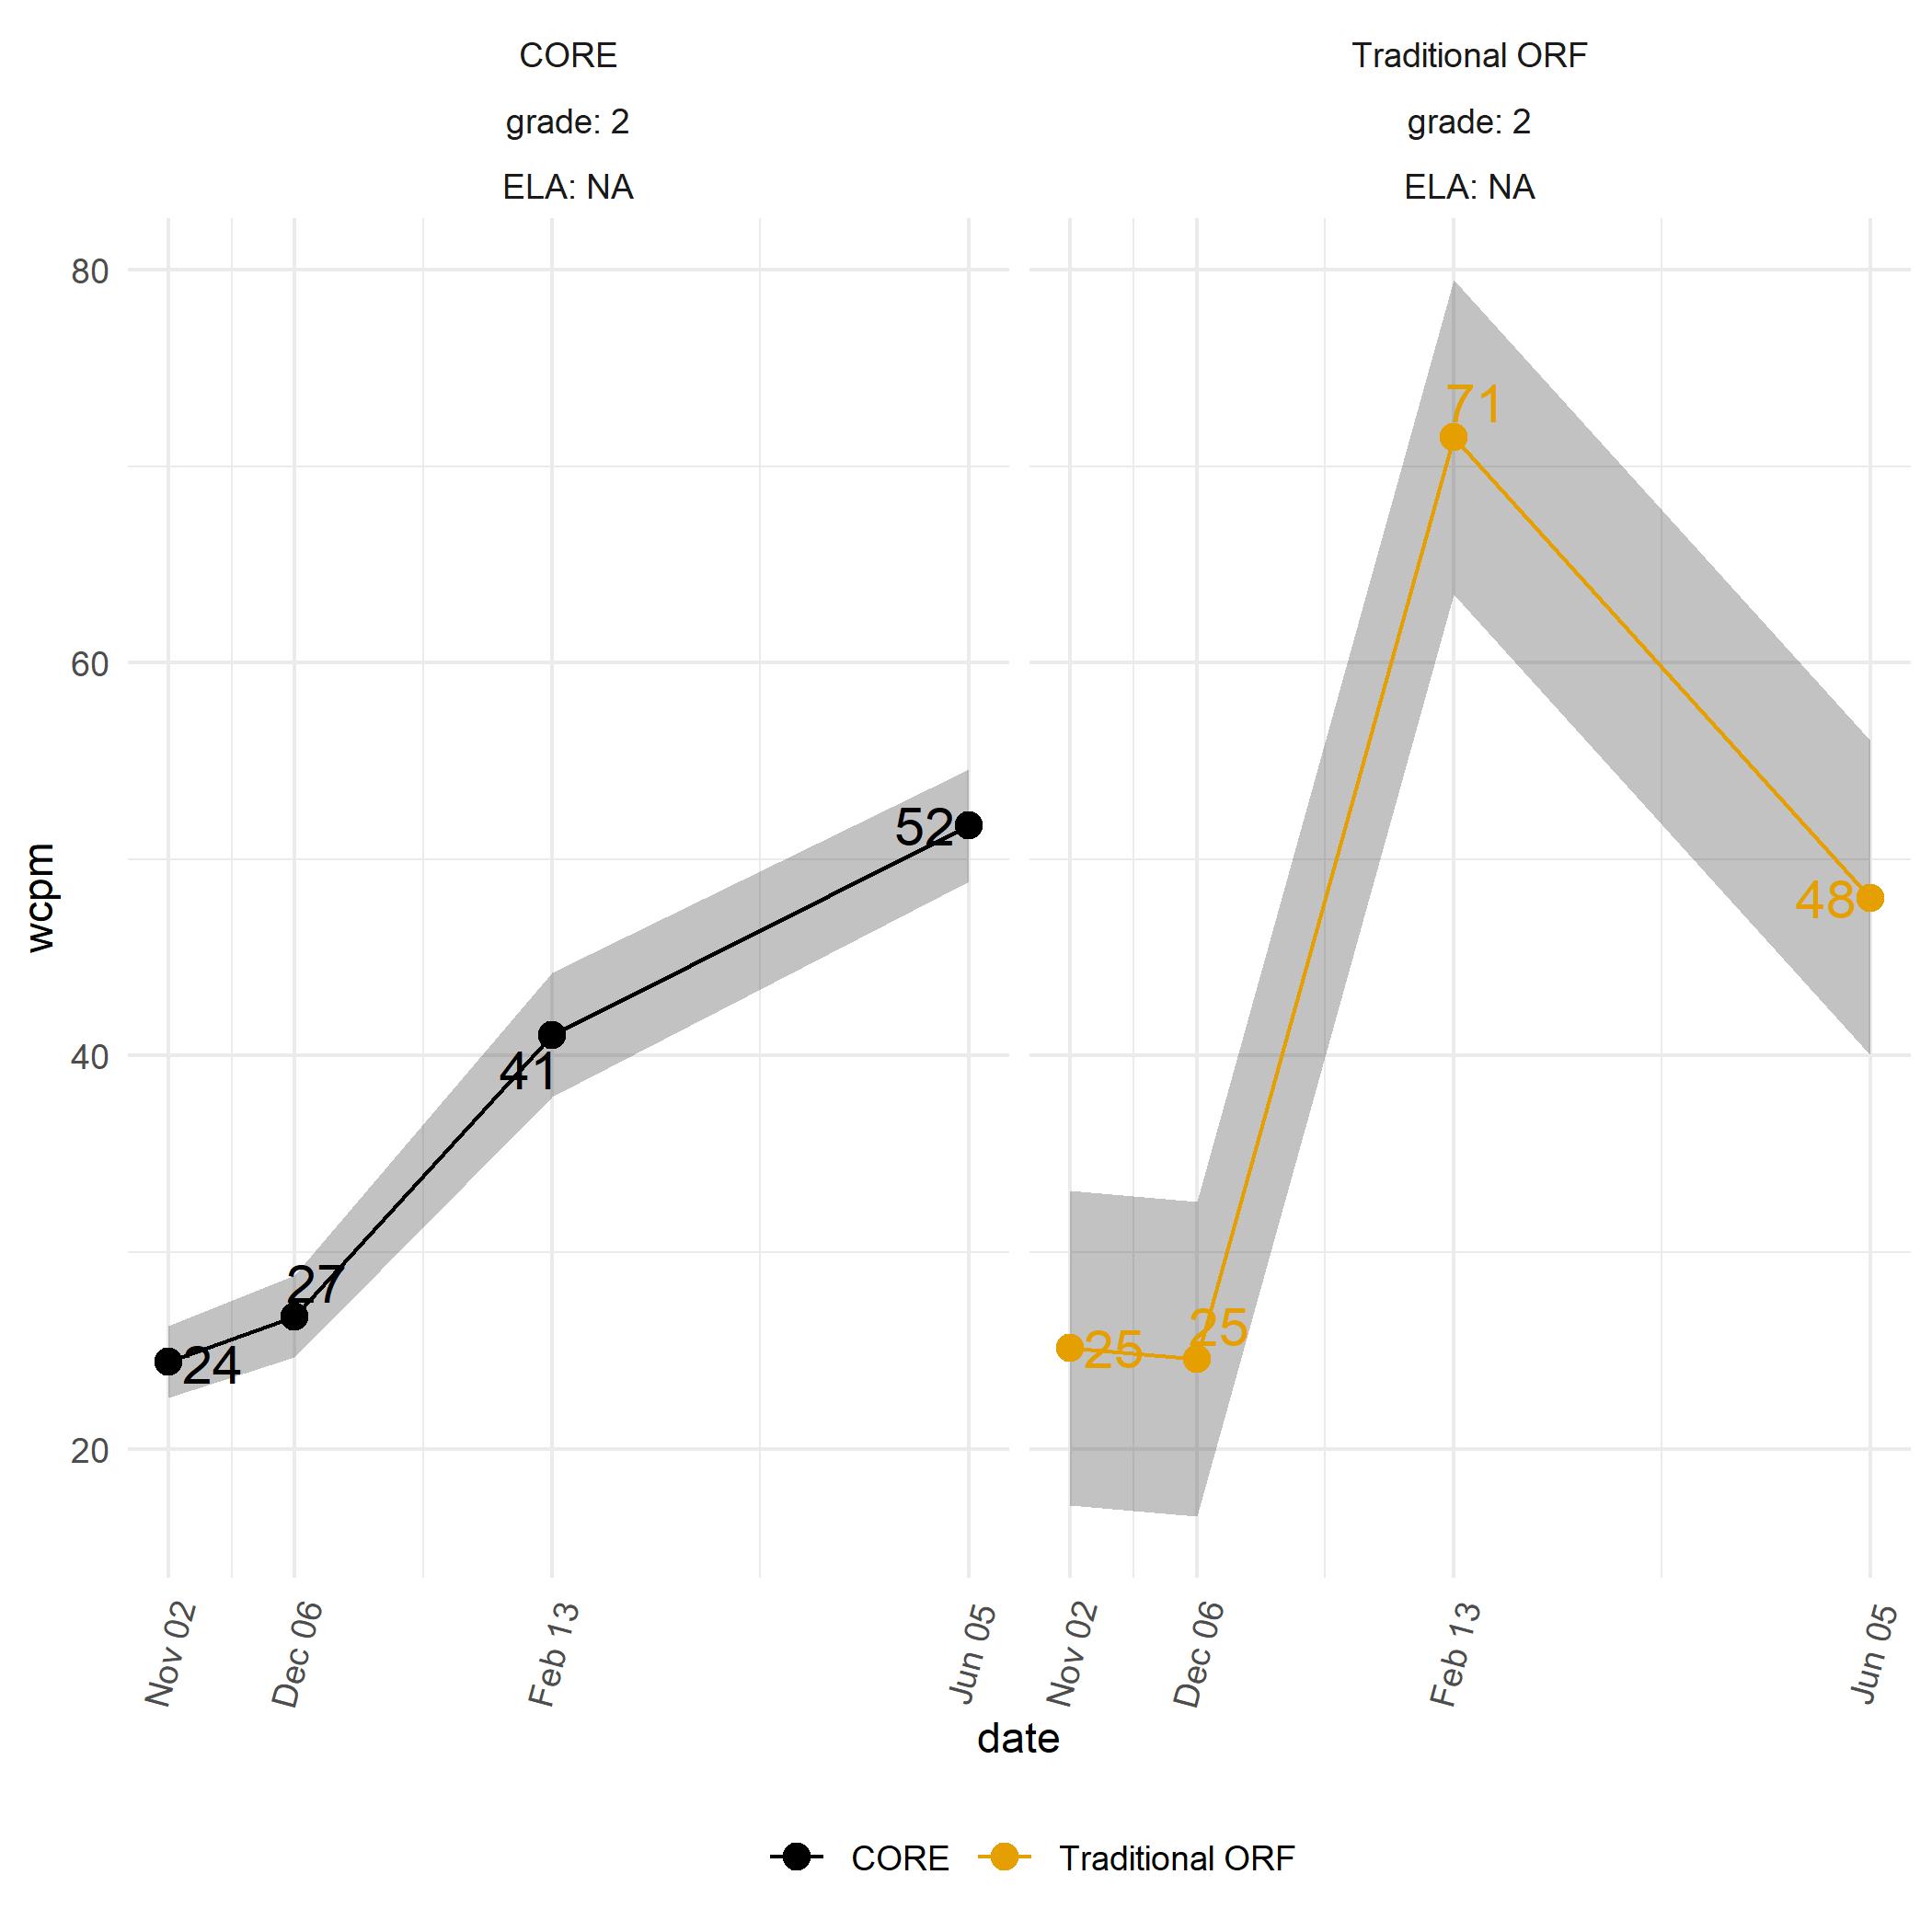 CORE
grade: 2
ELA: NA
Traditional ORF
grade: 2
ELA: NA
80
60
40
20
wcpm
24
27
41
52
25
25
71
48
Nov 02
Dec 06
Feb 13
Jun 05
Nov 02
Dec 06
Feb 13
Jun 05
date
CORE
Traditional ORF